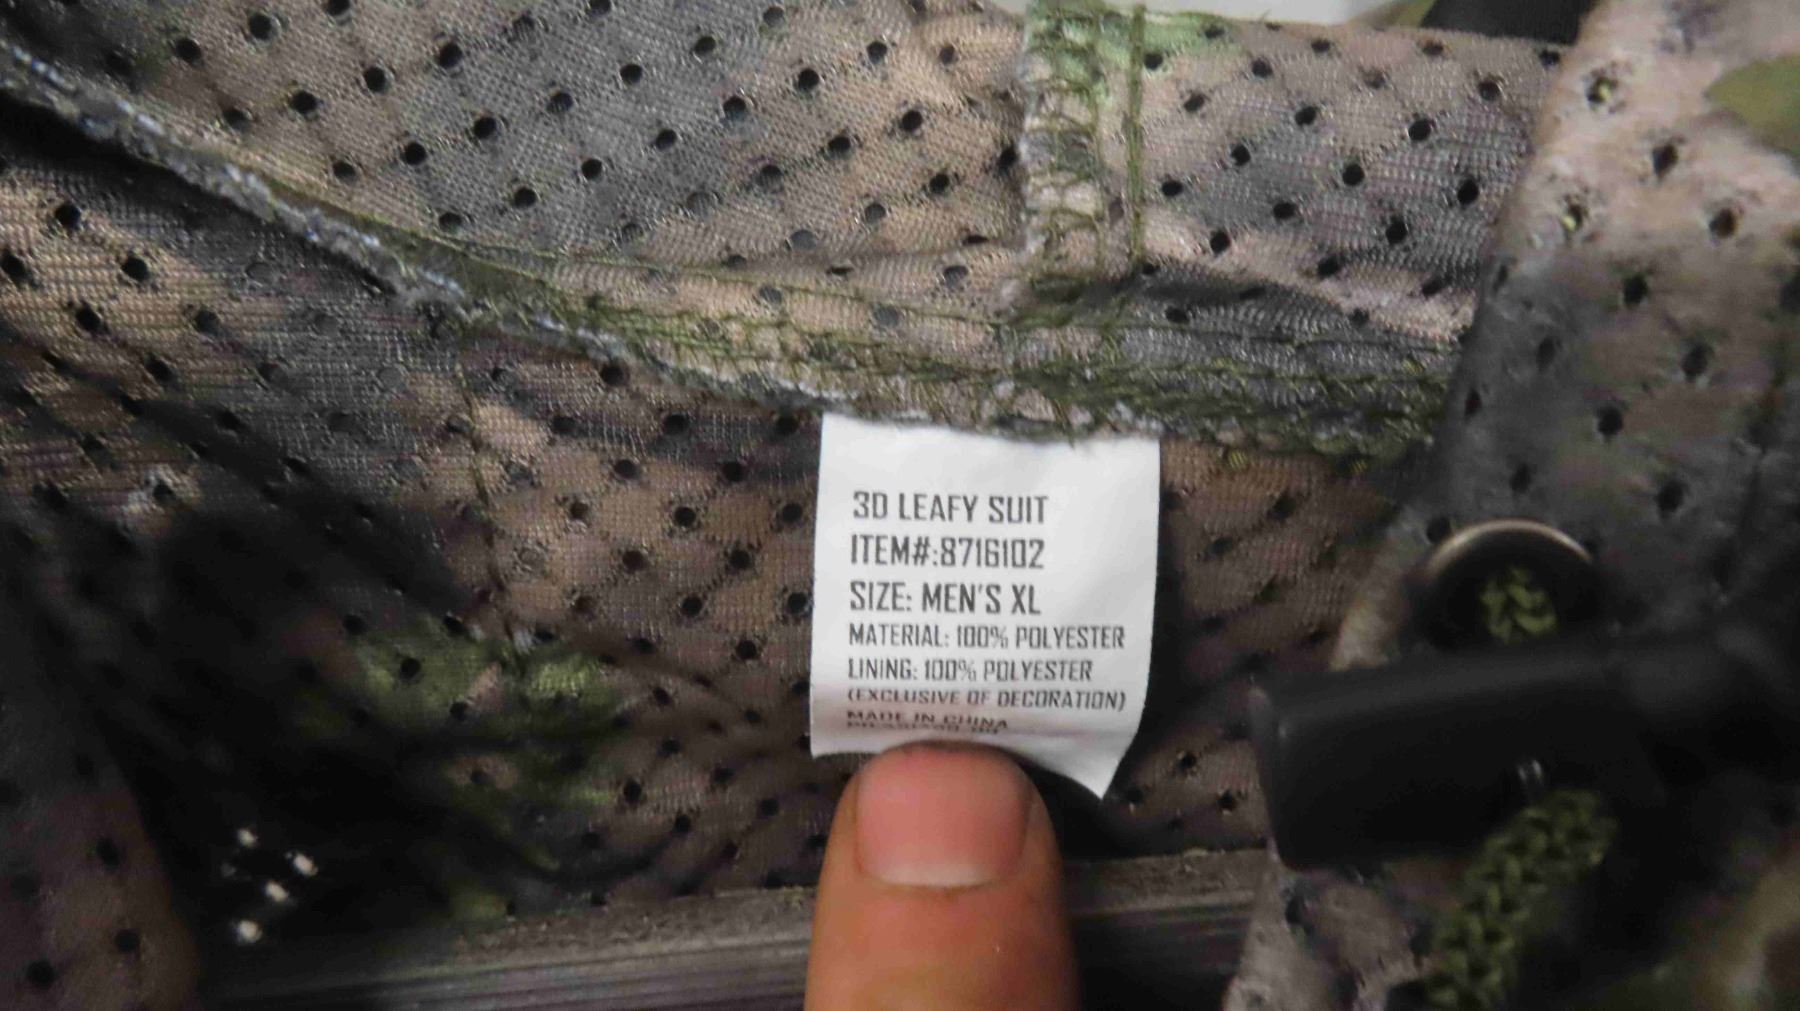 3D LEAFY SUIT
ITEM#:8716102
SIZE: MEN'S XL
MATERIAL: 100% POLYESTER
LINING: 100% POLYESTER
(EXCLUSIVE OF DECORATION)
MADE IN CHINA